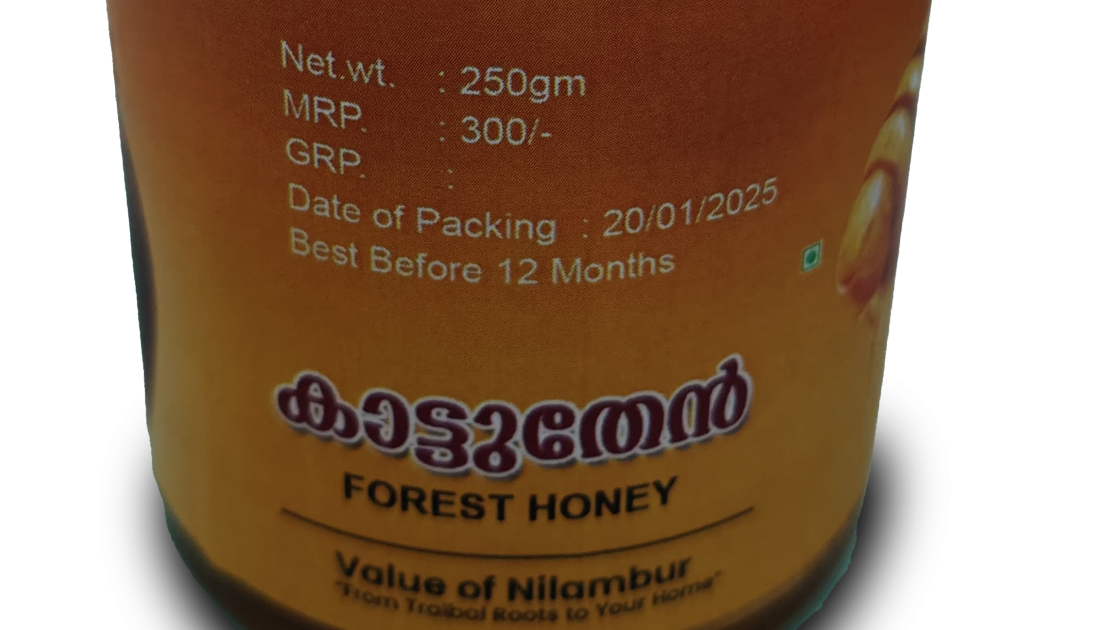 Net.wt. : 250gm
MRP. : 300/-
GRP. :
Date of Packing : 20/01/2025
Best Before 12 Months
കാട്ടുതേൻ
FOREST HONEY
Value of Nilambur
"From Traibal Roots to Your Home"